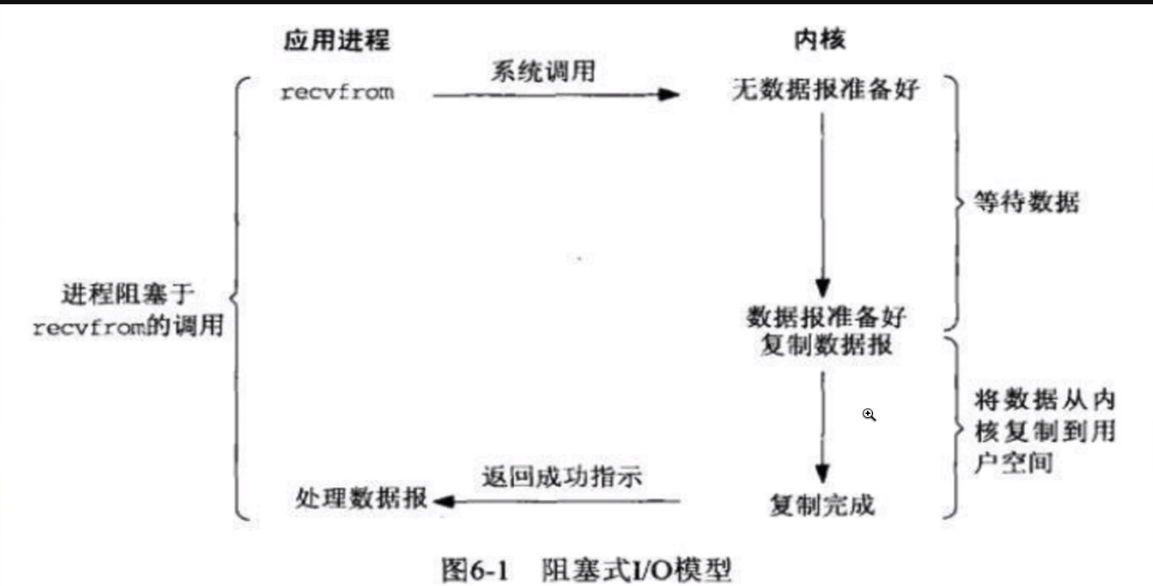 应用进程
内核
系统调用
recvfrom
无数据报准备好
等待数据
进程阻塞于
recvfrom的调用
数据报准备好
复制数据报
将数据从内
核复制到用
户空间
返回成功指示
处理数据报
复制完成
图6-1 阻塞式I/O模型